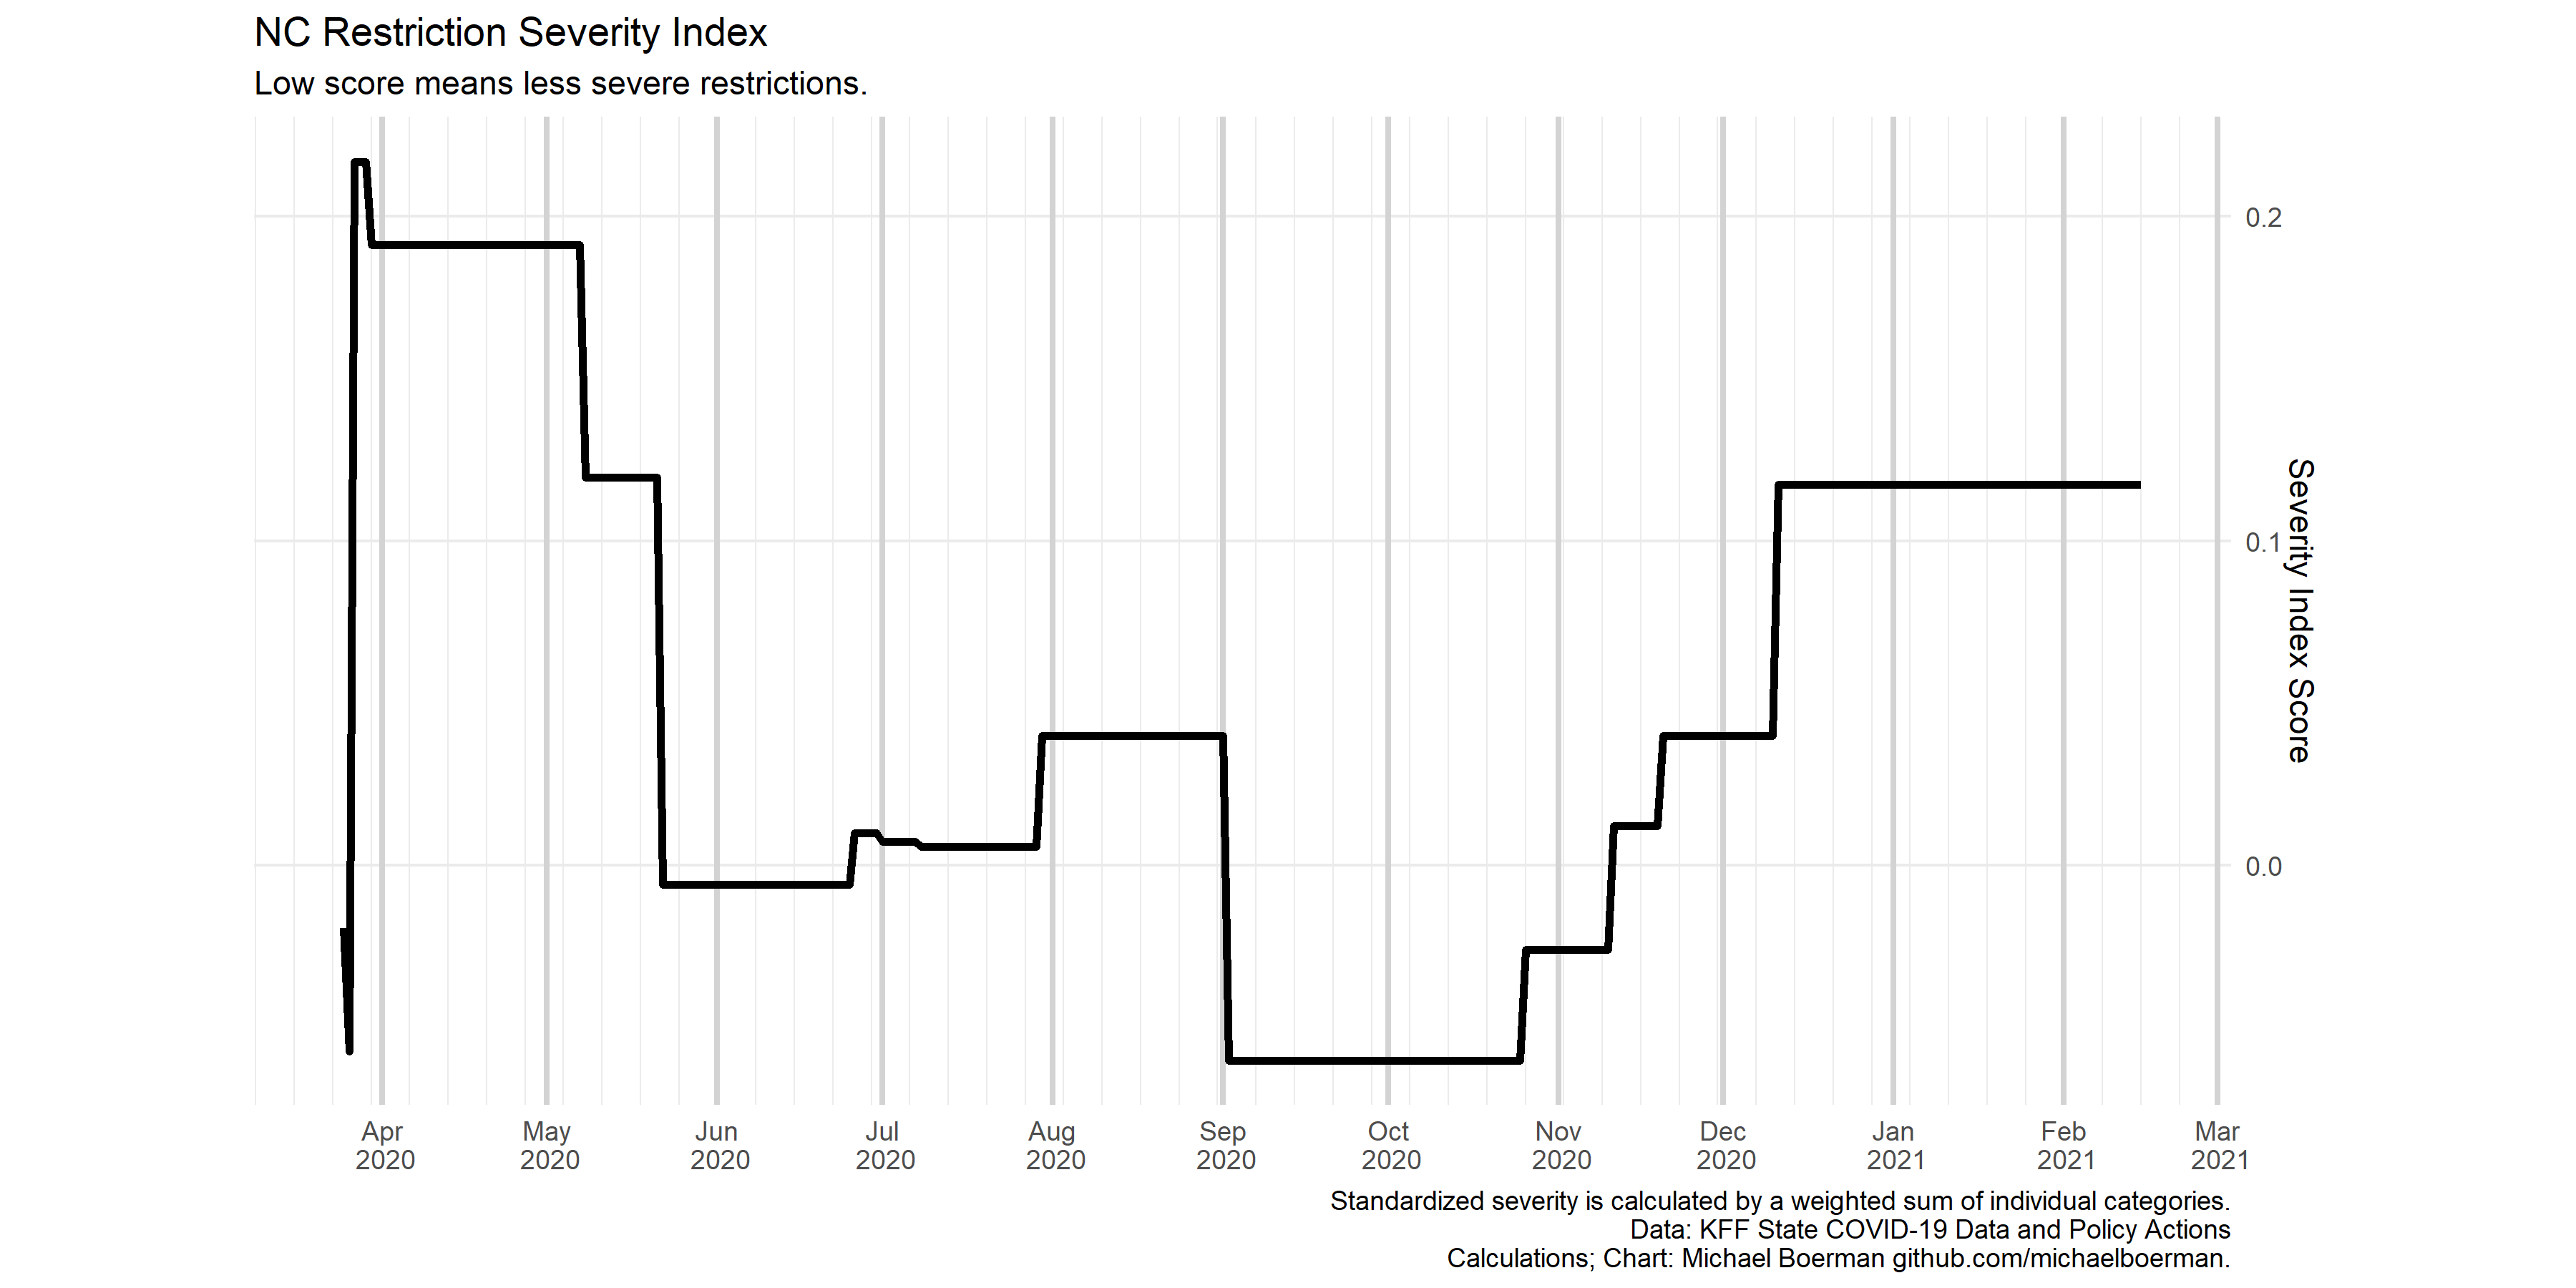 NC Restriction Severity Index
Low score means less severe restrictions.
0.2
0.1
0.0
Severity Index Score
Apr 2020
May 2020
Jun 2020
Jul 2020
Aug 2020
Sep 2020
Oct 2020
Nov 2020
Dec 2020
Jan 2021
Feb 2021
Mar 2021
Standardized severity is calculated by a weighted sum of individual categories.
Data: KFF State COVID-19 Data and Policy Actions
Calculations; Chart: Michael Boerman github.com/michaelboerman.